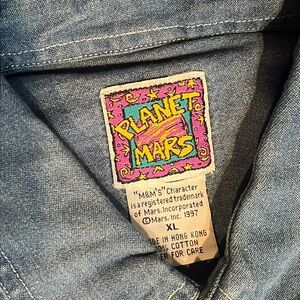 PLANET
MARS
"M&M'S" Character
is a registered trademark
of Mars, Incorporated
©Mars, Inc. 1997
XL
IN HONG KONG
COTTON
FOR CARE